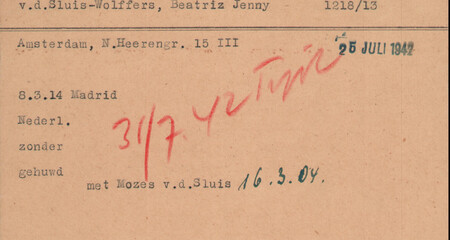 v.d.Sluis-Wolffers, Beatriz Jenny 1218/13
Amsterdam, N.Heerengr. 15 III 25 JULI 1942
8.3.14 Madrid
Nederl.
31/7.42
zonder
gehuwd
met Mozes v.d.Sluis 16.3.04.